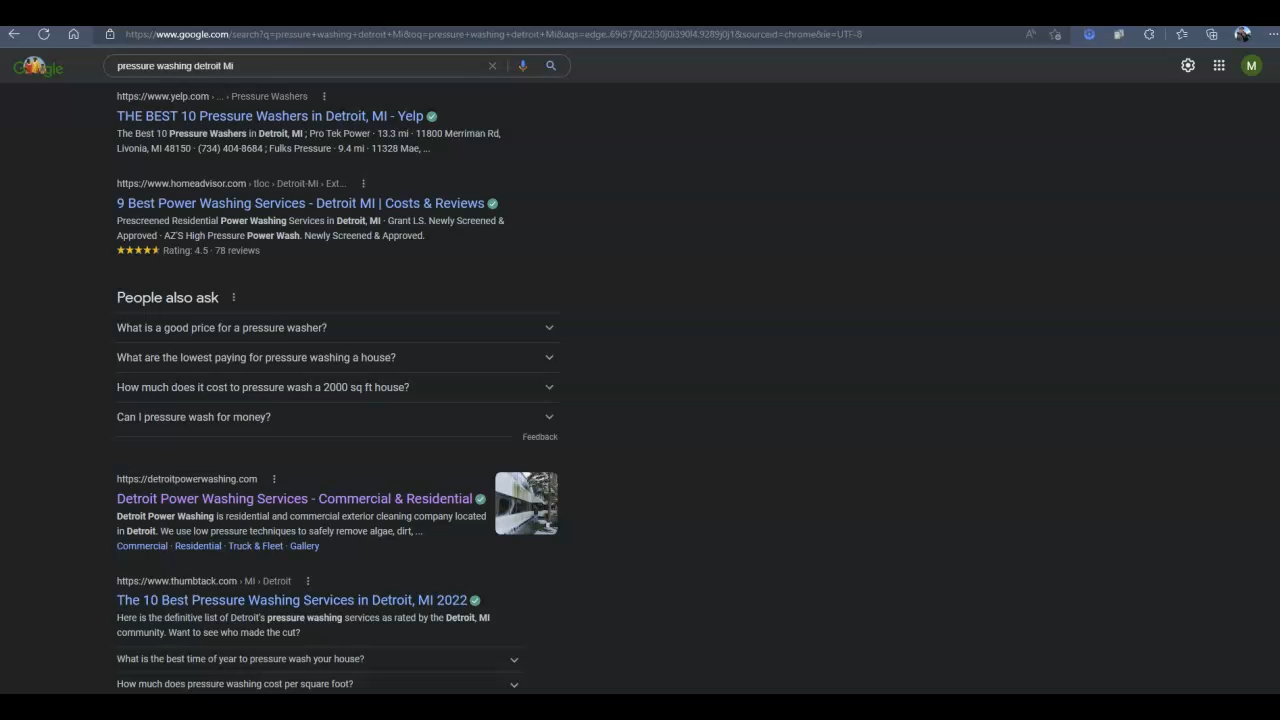 https://www.google.com/search?q=pressure+washing+detroit+Mi&oq=pressure+washing+detroit+Mi&aqs=edge..69i57j0i22i30j0i390l4.9289j0j1&sourceid=chrome&ie=UTF-8
Google
pressure washing detroit Mi
M
https://www.yelp.com › ... › Pressure Washers
THE BEST 10 Pressure Washers in Detroit, MI - Yelp
The Best 10 Pressure Washers in Detroit, MI ; Pro Tek Power · 13.3 mi · 11800 Merriman Rd,
Livonia, MI 48150 · (734) 404-8684 ; Fulks Pressure · 9.4 mi · 11328 Mae, ...
https://www.homeadvisor.com › tloc › Detroit-MI › Ext...
9 Best Power Washing Services - Detroit MI | Costs & Reviews
Prescreened Residential Power Washing Services in Detroit, MI · Grant LS. Newly Screened &
Approved · AZ'S High Pressure Power Wash. Newly Screened & Approved.
Rating: 4.5 · 78 reviews
People also ask
What is a good price for a pressure washer?
What are the lowest paying for pressure washing a house?
How much does it cost to pressure wash a 2000 sq ft house?
Can I pressure wash for money?
Feedback
https://detroitpowerwashing.com
Detroit Power Washing Services - Commercial & Residential
Detroit Power Washing is residential and commercial exterior cleaning company located
in Detroit. We use low pressure techniques to safely remove algae, dirt, ...
Commercial · Residential · Truck & Fleet · Gallery
https://www.thumbtack.com › MI › Detroit
The 10 Best Pressure Washing Services in Detroit, MI 2022
Here is the definitive list of Detroit's pressure washing services as rated by the Detroit, MI
community. Want to see who made the cut?
What is the best time of year to pressure wash your house?
How much does pressure washing cost per square foot?